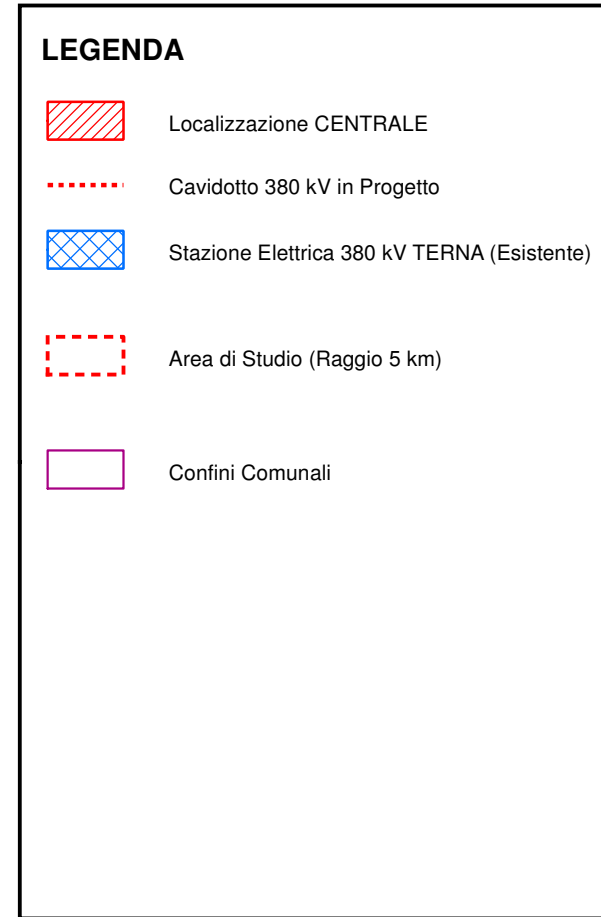 LEGENDA
Localizzazione CENTRALE
Cavidotto 380 kV in Progetto
Stazione Elettrica 380 kV TERNA (Esistente)
Area di Studio (Raggio 5 km)
Confini Comunali